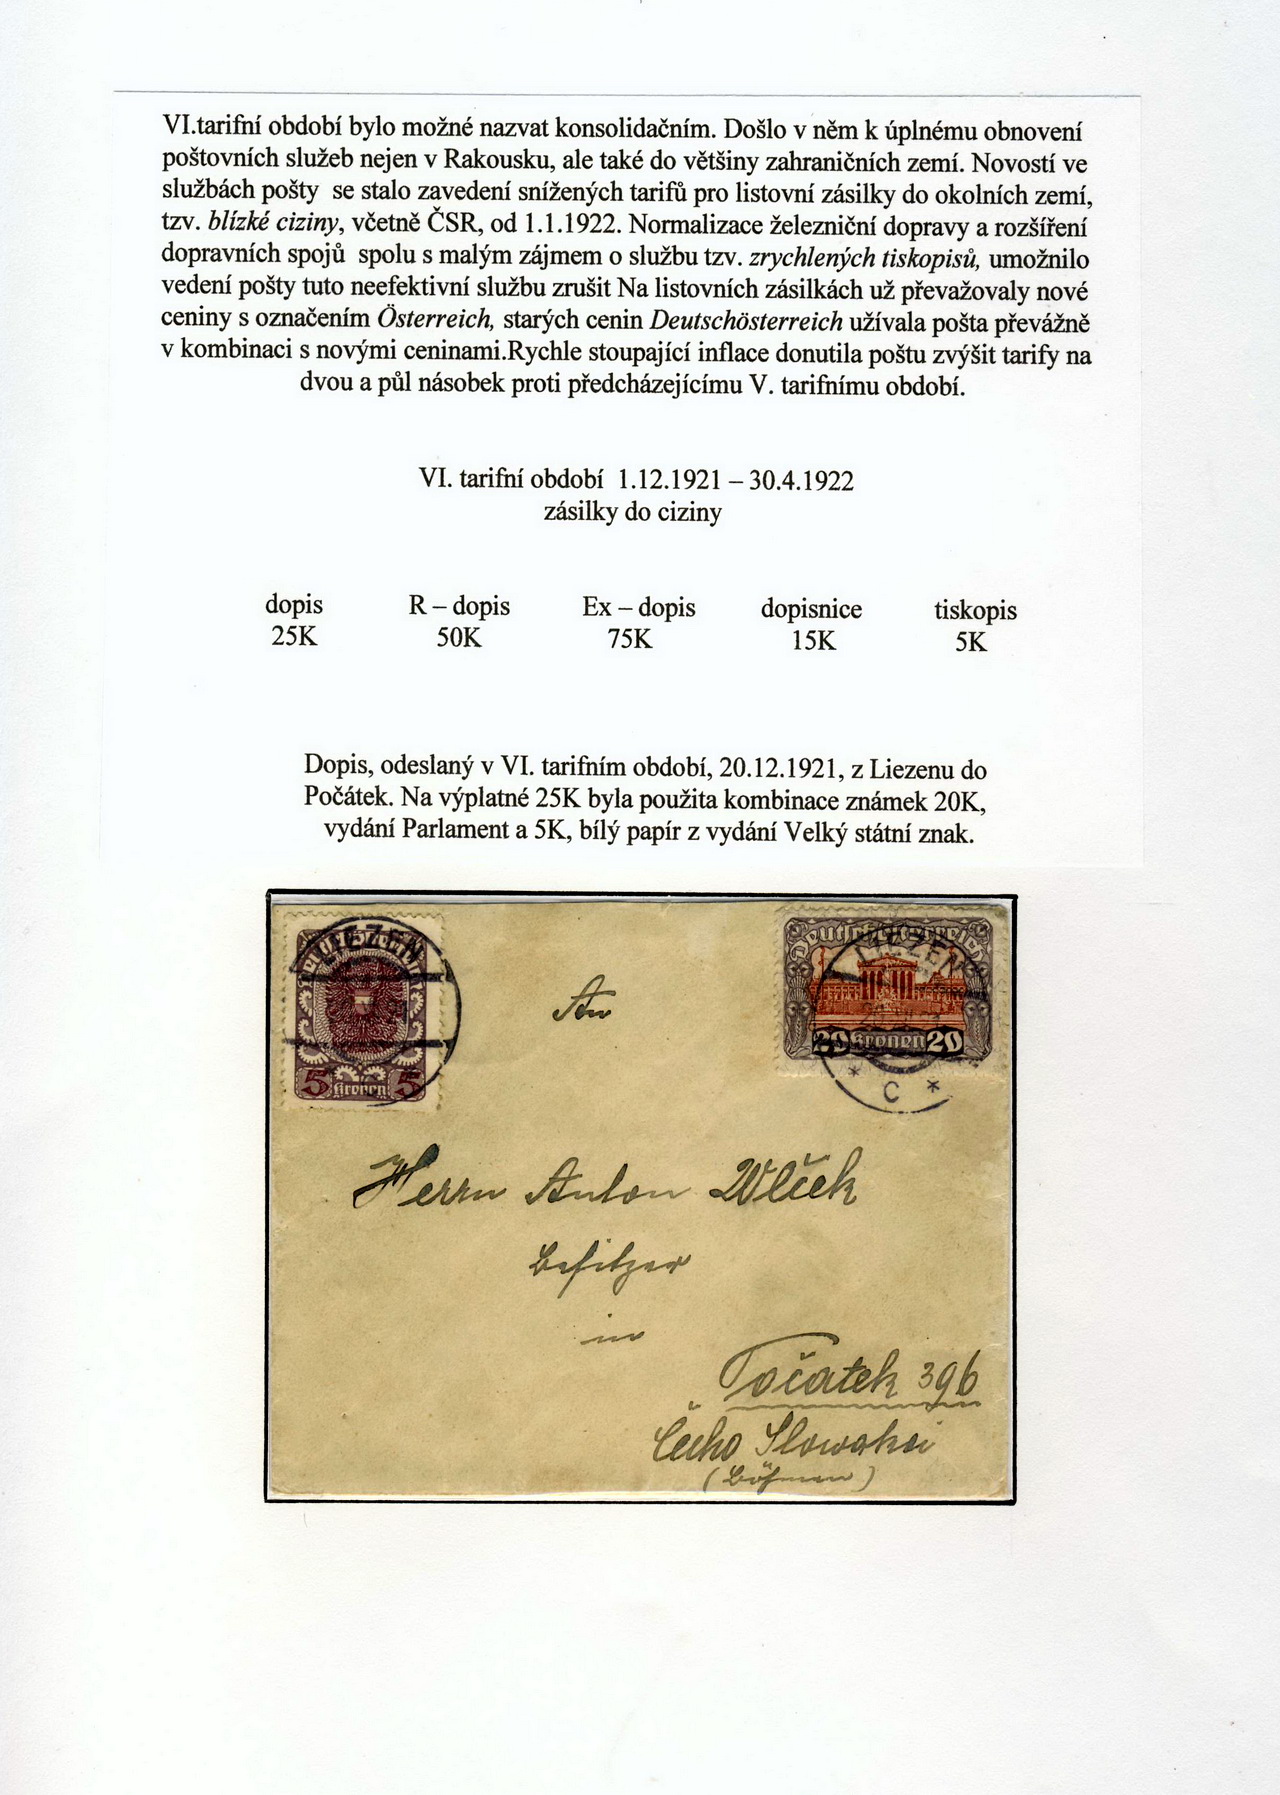 VI.tarifní období bylo možné nazvat konsolidačním. Došlo v něm k úplnému obnovení
poštovních služeb nejen v Rakousku, ale také do většiny zahraničních zemí. Novostí ve
službách pošty se stalo zavedení snížených tarifů pro listovní zásilky do okolních zemí,
tzv. blízké ciziny, včetně ČSR, od 1.1.1922. Normalizace železniční dopravy a rozšíření
dopravních spojů spolu s malým zájmem o službu tzv. zrychlených tiskopisů, umožnilo
vedení pošty tuto neefektivní službu zrušit Na listovních zásilkách už převažovaly nové
ceniny s označením Österreich, starých cenin Deutschösterreich užívala pošta převážně
v kombinaci s novými ceninami.Rychle stoupající inflace donutila poštu zvýšit tarify na
dvou a půl násobek proti předcházejícímu V. tarifnímu období.
VI. tarifní období 1.12.1921 – 30.4.1922
zásilky do ciziny
dopis R – dopis Ex – dopis dopisnice tiskopis
25K 50K 75K 15K 5K
Dopis, odeslaný v VI. tarifním období, 20.12.1921, z Liezenu do
Počátek. Na výplatné 25K byla použita kombinace známek 20K,
vydání Parlament a 5K, bílý papír z vydání Velký státní znak.
LIEZEN
5 Kronen 5
Deutschösterreich
LIEZEN
20 Kronen 20
* C *
An
Herrn Anton Wlček
Besitzer
in
Počatek 396
Čecho Slowakei
(Böhmen)